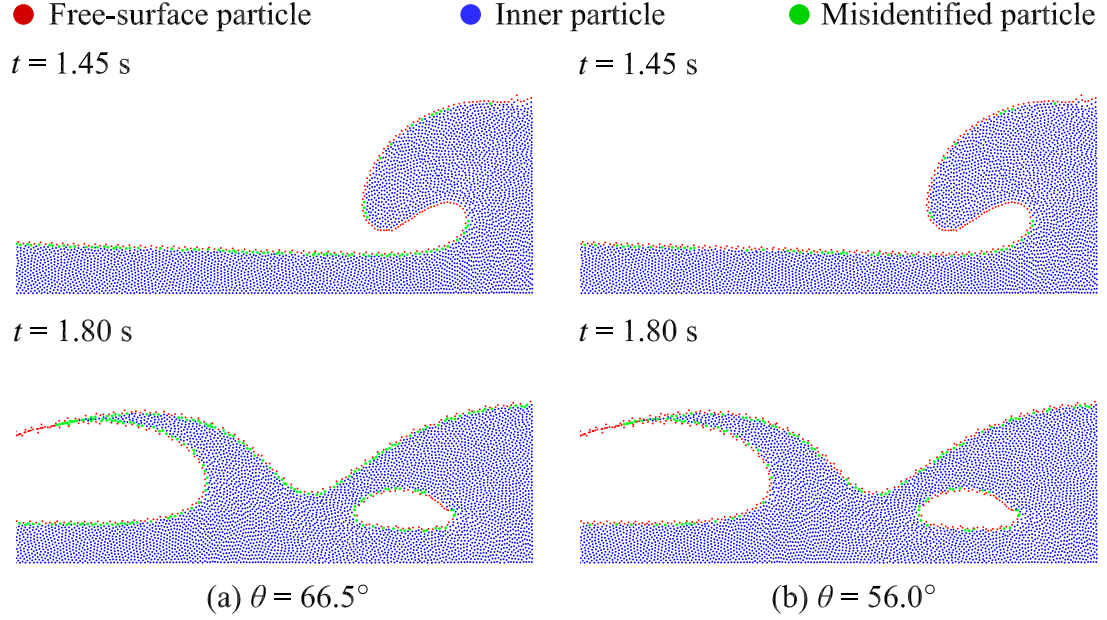 Free-surface particle Inner particle Misidentified particle
t = 1.45 s t = 1.45 s
t = 1.80 s t = 1.80 s
(a) θ = 66.5° (b) θ = 56.0°